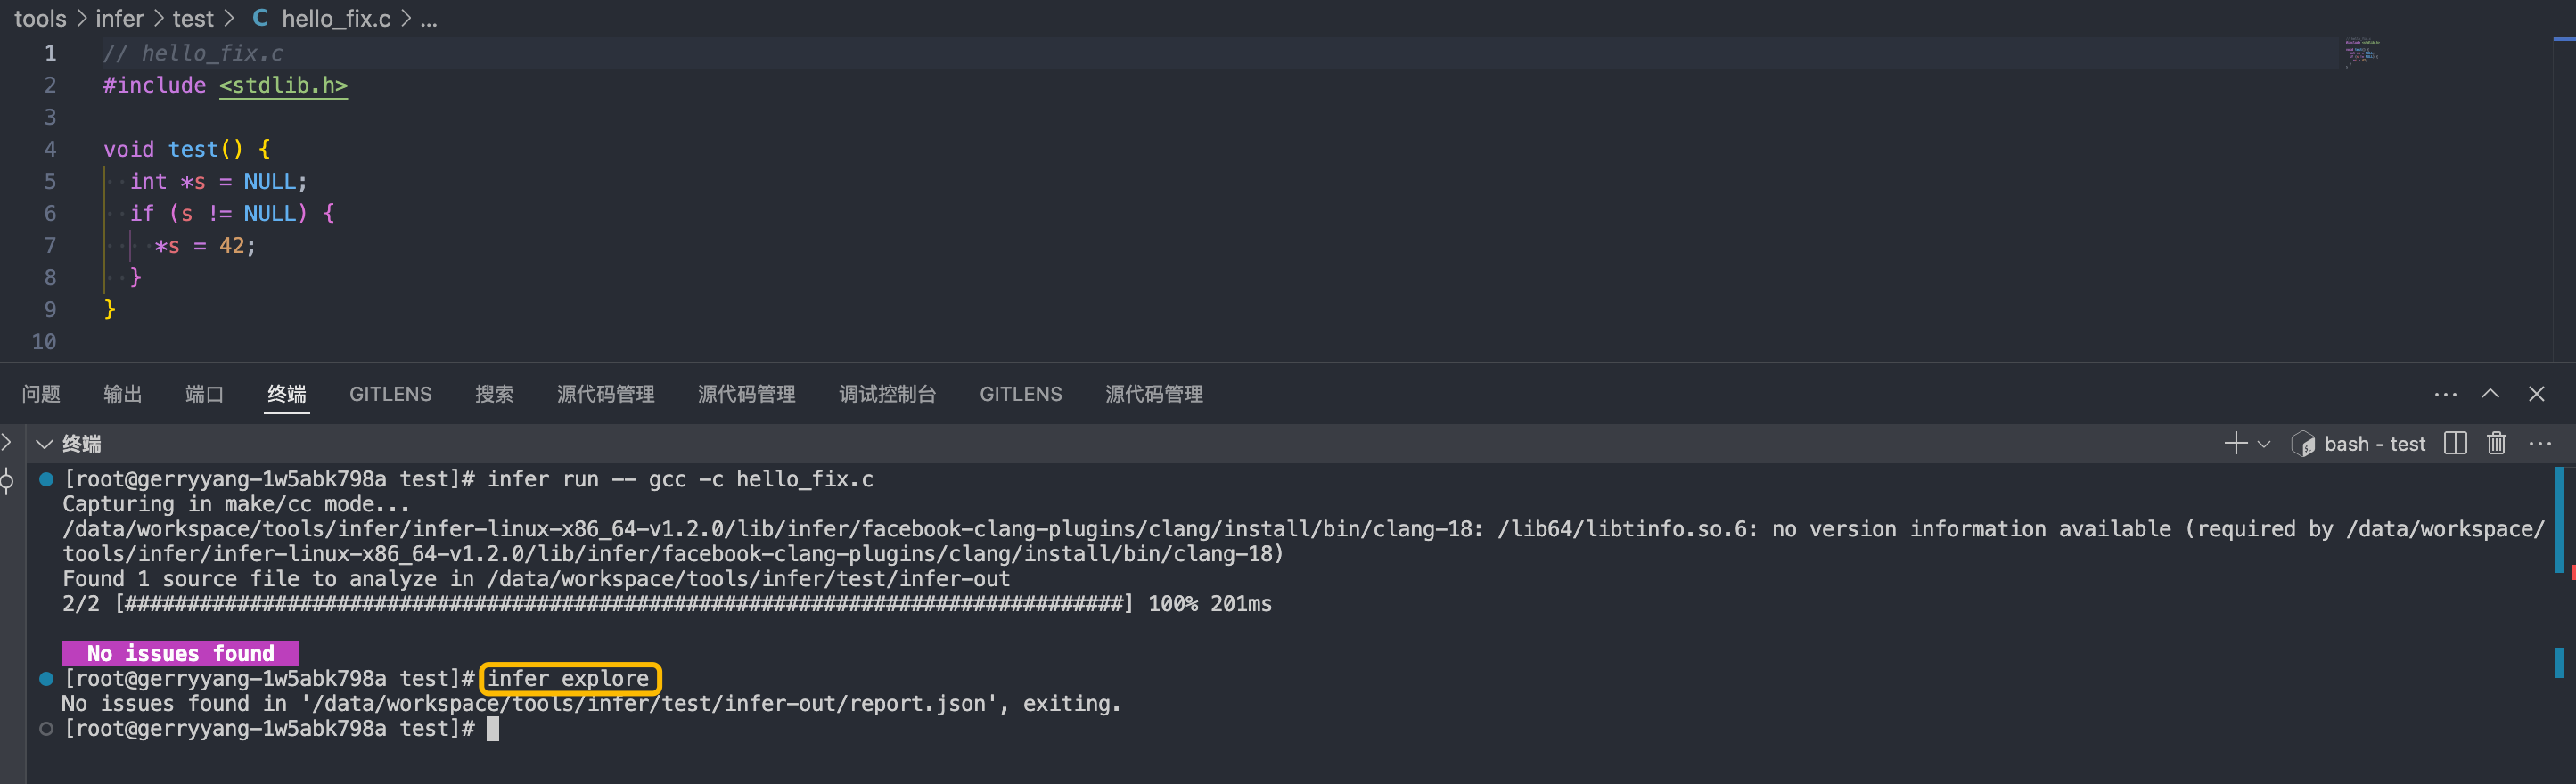 tools > infer > test > C hello_fix.c > ...
1 // hello_fix.c
2 #include <stdlib.h>
3
4 void test() {
5 int *s = NULL;
6 if (s != NULL) {
7 *s = 42;
8 }
9 }
10
问题 输出 端口 终端 GITLENS 搜索 源代码管理 源代码管理 调试控制台 GITLENS 源代码管理
终端 bash - test
[root@gerryyang-1w5abk798a test]# infer run -- gcc -c hello_fix.c
Capturing in make/cc mode...
/data/workspace/tools/infer/infer-linux-x86_64-v1.2.0/lib/infer/facebook-clang-plugins/clang/install/bin/clang-18: /lib64/libtinfo.so.6: no version information available (required by /data/workspace/
tools/infer/infer-linux-x86_64-v1.2.0/lib/infer/facebook-clang-plugins/clang/install/bin/clang-18)
Found 1 source file to analyze in /data/workspace/tools/infer/test/infer-out
2/2 [################################################################################] 100% 201ms
No issues found
[root@gerryyang-1w5abk798a test]# infer explore
No issues found in '/data/workspace/tools/infer/test/infer-out/report.json', exiting.
[root@gerryyang-1w5abk798a test]#